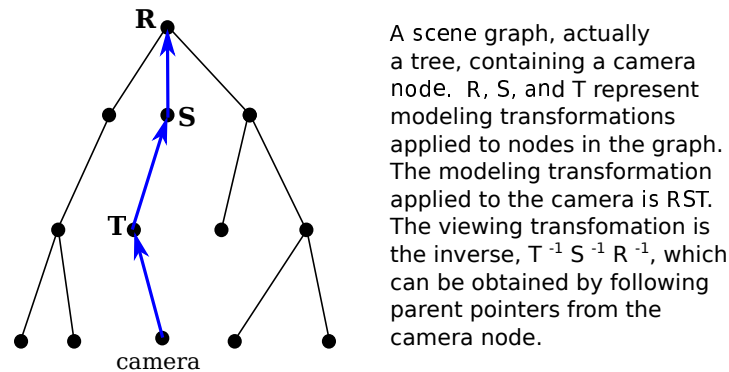 R
S
T
camera
A scene graph, actually
a tree, containing a camera
node. R, S, and T represent
modeling transformations
applied to nodes in the graph.
The modeling transformation
applied to the camera is RST.
The viewing transfomation is
the inverse, T ⁻¹ S ⁻¹ R ⁻¹, which
can be obtained by following
parent pointers from the
camera node.